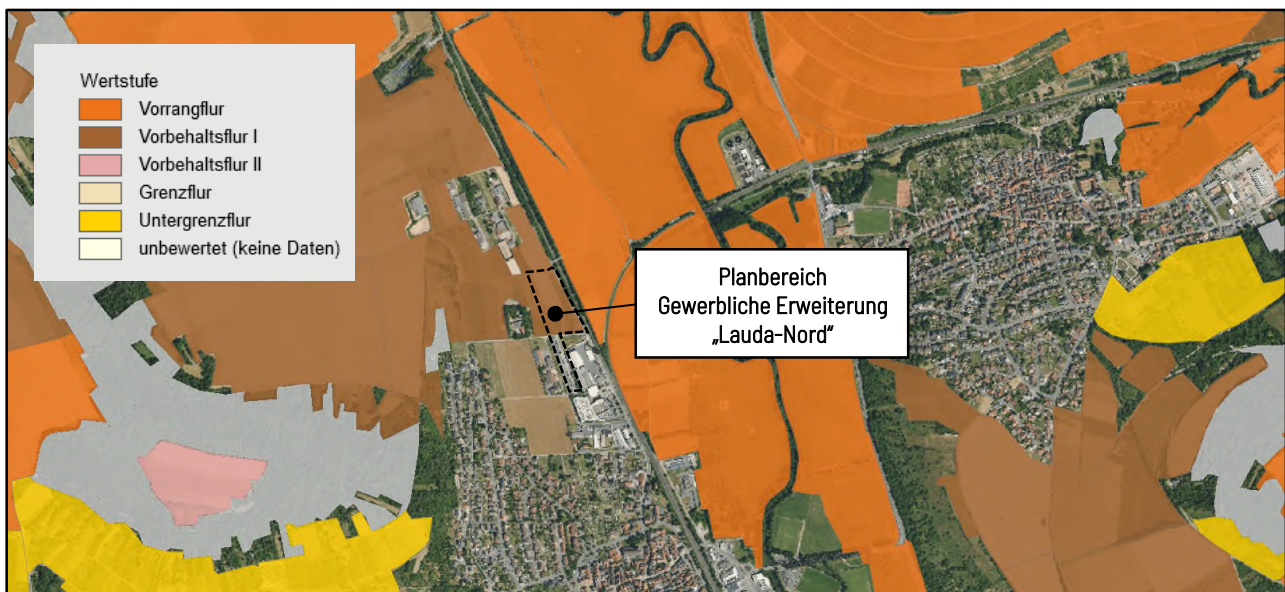 Wertstufe
Vorrangflur
Vorbehaltsflur I
Vorbehaltsflur II
Grenzflur
Untergrenzflur
unbewertet (keine Daten)
Planbereich
Gewerbliche Erweiterung
„Lauda-Nord“